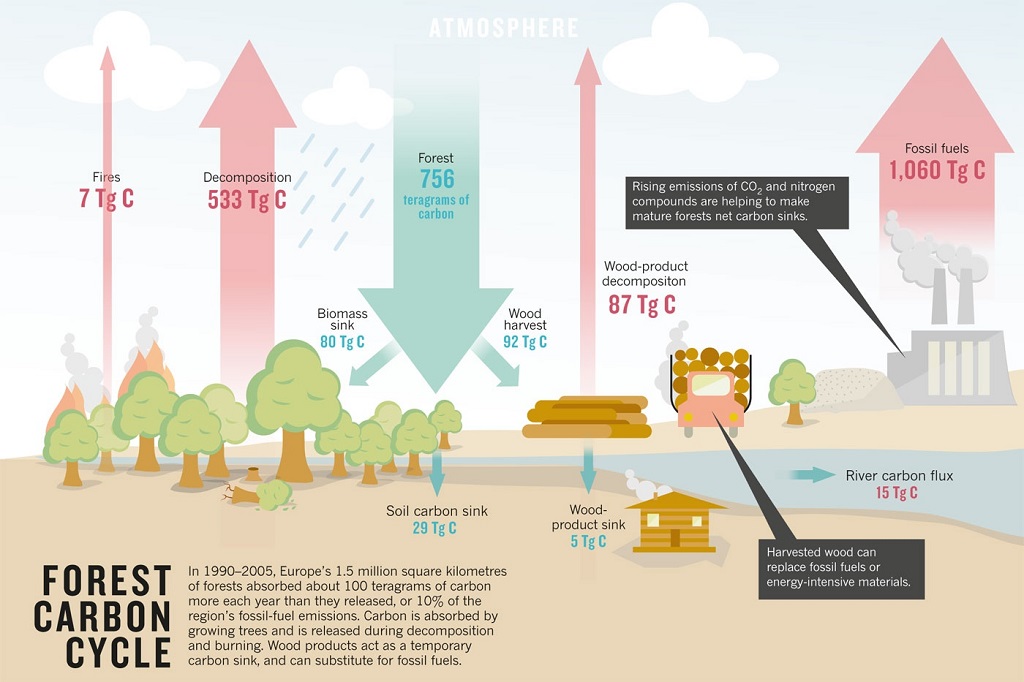 ATMOSPHERE
Fires
7 Tg C
Decomposition
533 Tg C
Forest
756
teragrams of
carbon
Fossil fuels
1,060 Tg C
Rising emissions of CO₂ and nitrogen
compounds are helping to make
mature forests net carbon sinks.
Wood-product
decompositon
87 Tg C
Biomass
sink
80 Tg C
Wood
harvest
92 Tg C
River carbon flux
15 Tg C
Soil carbon sink
29 Tg C
Wood-
product sink
5 Tg C
Harvested wood can
replace fossil fuels or
energy-intensive materials.
FOREST
CARBON
CYCLE
In 1990–2005, Europe’s 1.5 million square kilometres
of forests absorbed about 100 teragrams of carbon
more each year than they released, or 10% of the
region’s fossil-fuel emissions. Carbon is absorbed by
growing trees and is released during decomposition
and burning. Wood products act as a temporary
carbon sink, and can substitute for fossil fuels.